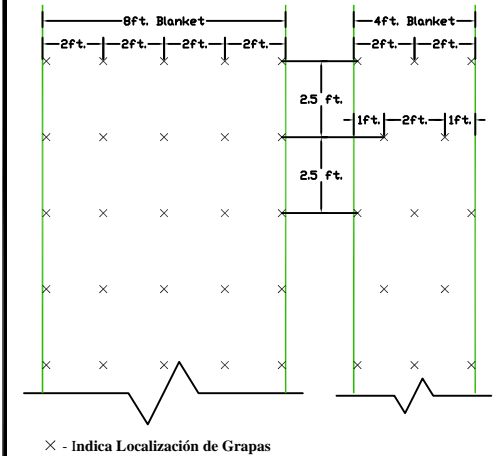 8ft. Blanket 4ft. Blanket
2ft. 2ft. 2ft. 2ft. 2ft. 2ft.
2.5 ft.
1ft. 2ft. 1ft.
2.5 ft.
× - Indica Localización de Grapas